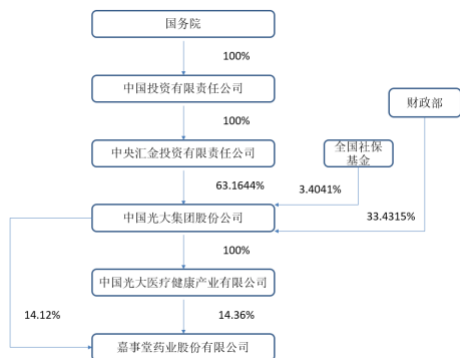 国务院
100%
中国投资有限责任公司
财政部
100%
中央汇金投资有限责任公司
全国社保
基金
63.1644%
3.4041%
33.4315%
中国光大集团股份公司
100%
中国光大医疗健康产业有限公司
14.12%
14.36%
嘉事堂药业股份有限公司